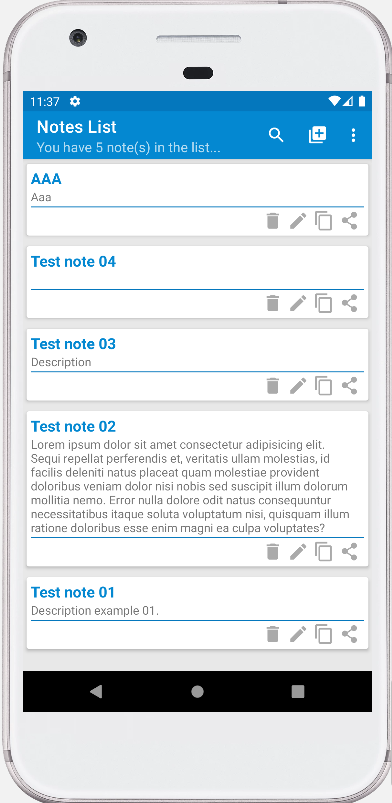 11:37
Notes List
You have 5 note(s) in the list...
AAA
Aaa
Test note 04
Test note 03
Description
Test note 02
Lorem ipsum dolor sit amet consectetur adipisicing elit.
Sequi repellat perferendis et, veritatis ullam molestias, id
facilis deleniti natus placeat quam molestiae provident
doloribus veniam dolor nisi nobis sed suscipit illum dolorum
mollitia nemo. Error nulla dolore odit natus consequuntur
necessitatibus itaque soluta voluptatum nisi, quisquam illum
ratione doloribus esse enim magni ea culpa voluptates?
Test note 01
Description example 01.